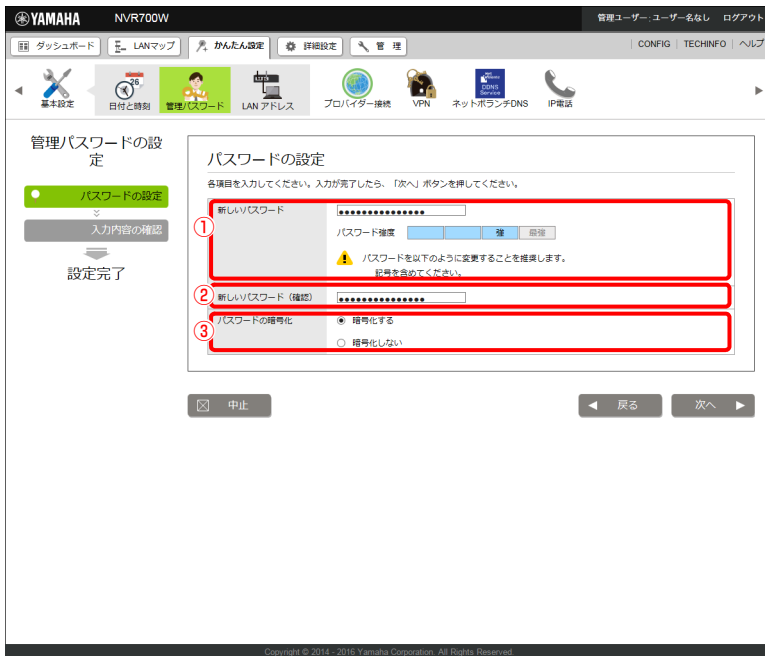 YAMAHA NVR700W 管理ユーザー:ユーザー名なし ログアウト
ダッシュボード LANマップ かんたん設定 詳細設定 管 理 CONFIG | TECHINFO | ヘルプ
基本設定 日付と時刻 管理パスワード LAN アドレス プロバイダー接続 VPN ネットボランチDNS IP電話
26
DDNS
Service
管理パスワードの設
定
パスワードの設定
入力内容の確認
設定完了
パスワードの設定
各項目を入力してください。入力が完了したら、「次へ」ボタンを押してください。
① 新しいパスワード
パスワード強度 強 最強
パスワードを以下のように変更することを推奨します。
記号を含めてください。
② 新しいパスワード（確認）
③ パスワードの暗号化 暗号化する
暗号化しない
中止 戻る 次へ
Copyright © 2014 - 2016 Yamaha Corporation. All Rights Reserved.